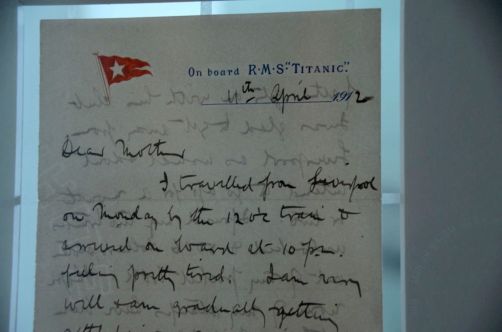 On board R·M·S·"TITANIC".
11th April 1912
Dear Mother
I travelled from Liverpool
on Monday by the 12 o'c train &
arrived on board at 10 p.m.
feeling pretty tired. I am very
well & am gradually getting